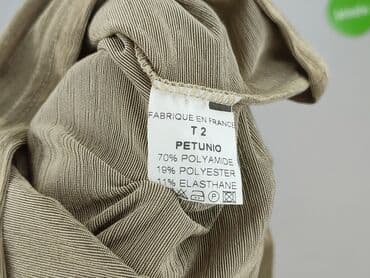 FABRIQUE EN FRANCE
T 2
PETUNIO
70% POLYAMIDE
19% POLYESTER
11% ELASTHANE